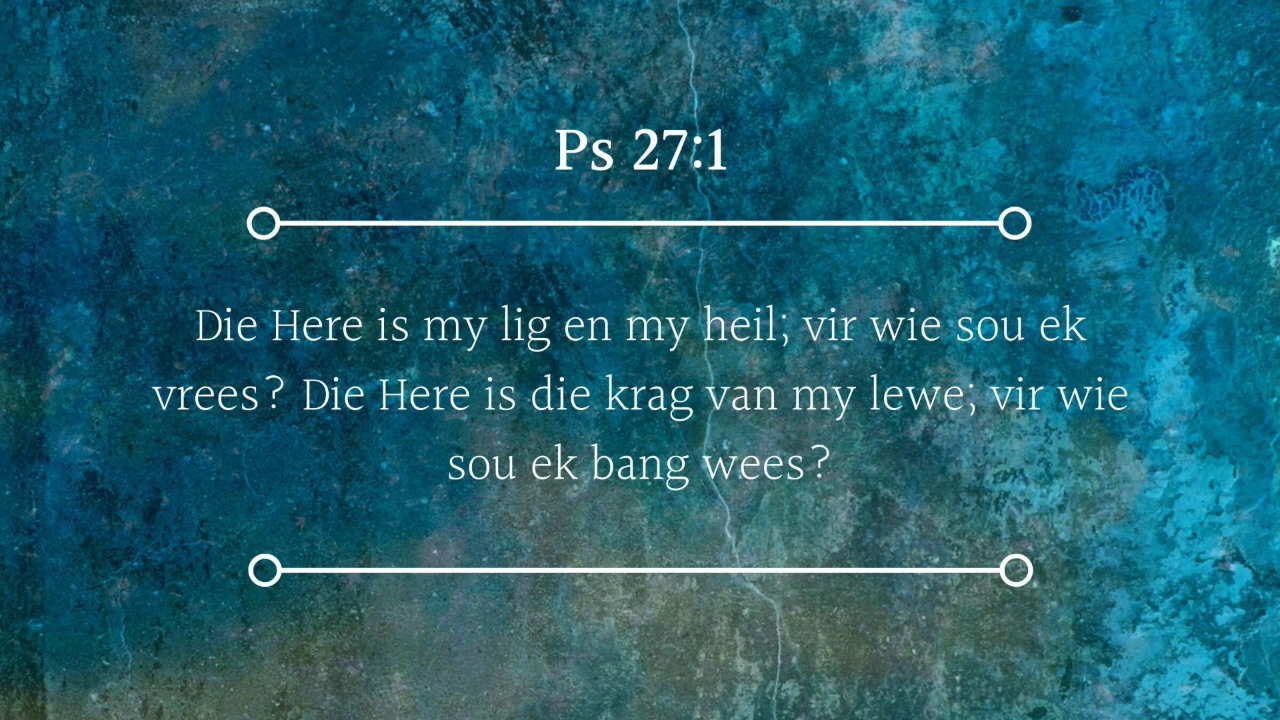 Ps 27:1
Die Here is my lig en my heil; vir wie sou ek
vrees? Die Here is die krag van my lewe; vir wie
sou ek bang wees?